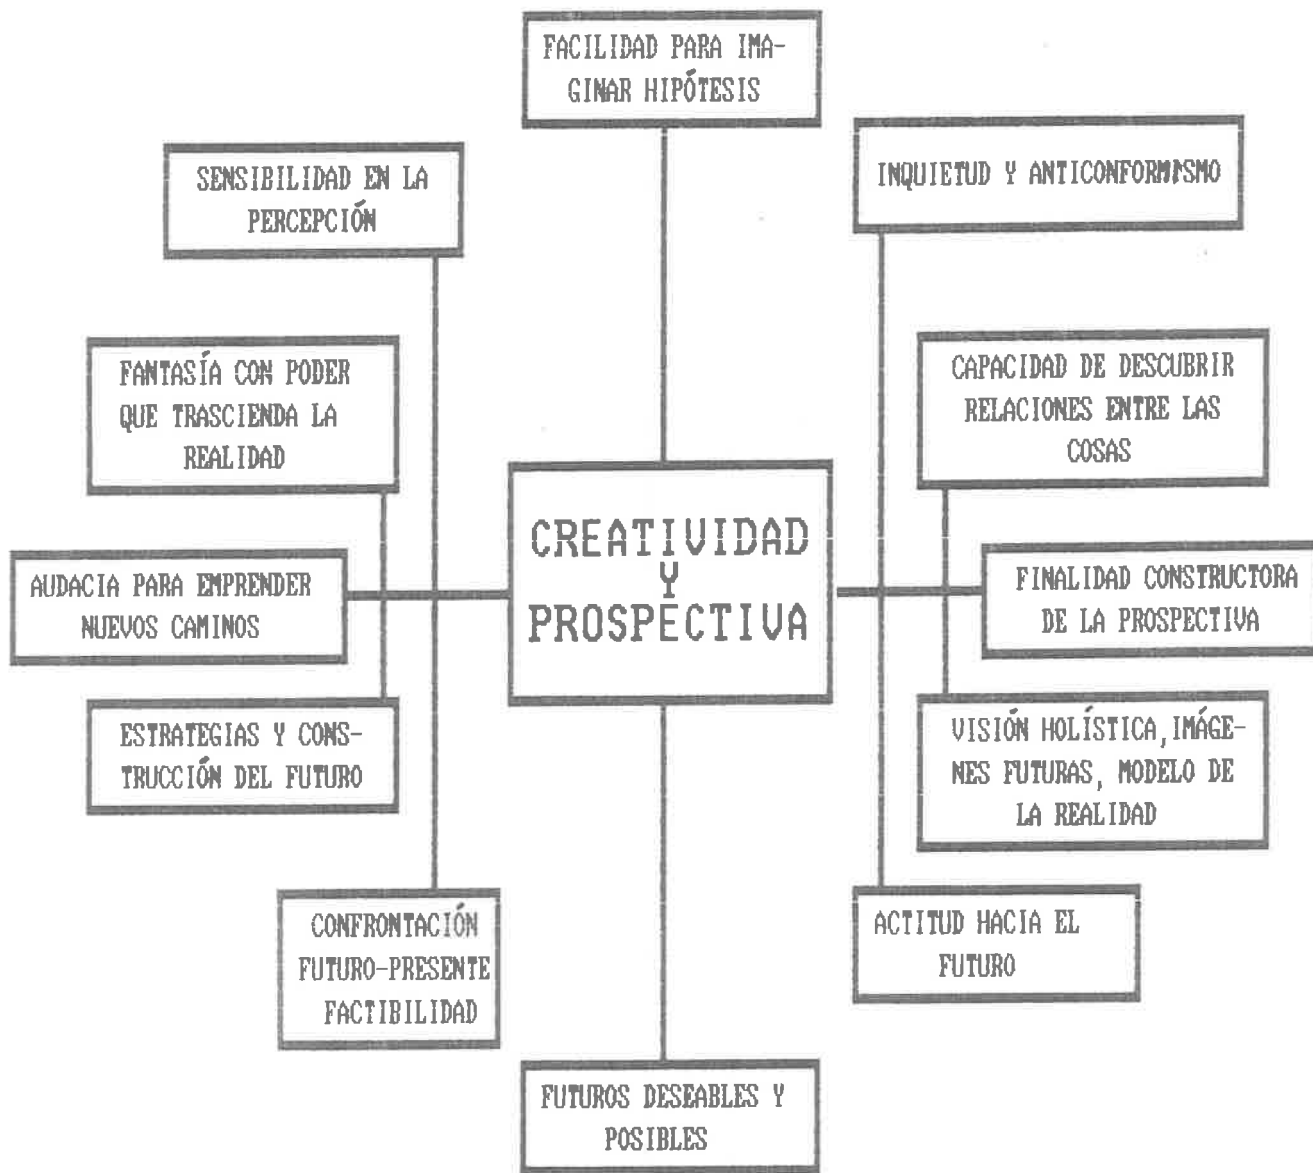 FACILIDAD PARA IMA-
GINAR HIPÓTESIS
SENSIBILIDAD EN LA
PERCEPCIÓN
INQUIETUD Y ANTICONFORMISMO
FANTASÍA CON PODER
QUE TRASCIENDA LA
REALIDAD
CAPACIDAD DE DESCUBRIR
RELACIONES ENTRE LAS
COSAS
CREATIVIDAD
Y
PROSPECTIVA
AUDACIA PARA EMPRENDER
NUEVOS CAMINOS
FINALIDAD CONSTRUCTORA
DE LA PROSPECTIVA
ESTRATEGIAS Y CONS-
TRUCCIÓN DEL FUTURO
VISIÓN HOLÍSTICA, IMÁGE-
NES FUTURAS, MODELO DE
LA REALIDAD
CONFRONTACIÓN
FUTURO-PRESENTE
FACTIBILIDAD
ACTITUD HACIA EL
FUTURO
FUTUROS DESEABLES Y
POSIBLES